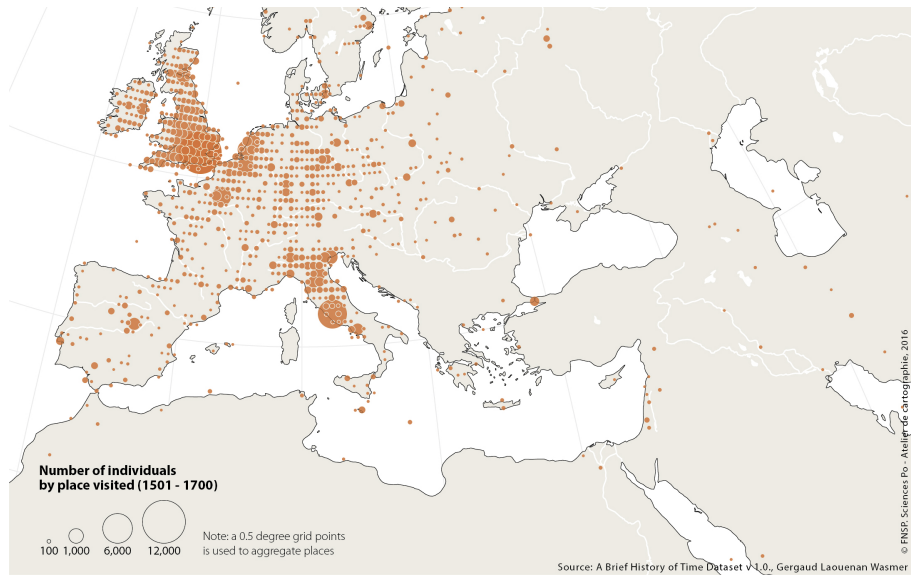 Number of individuals
by place visited (1501 - 1700)
100 1,000 6,000 12,000
Note: a 0.5 degree grid points
is used to aggregate places
Source: A Brief History of Time Dataset v 1.0., Gergaud Laouenan Wasmer
© FNSP. Sciences Po - Atelier de cartographie, 2016